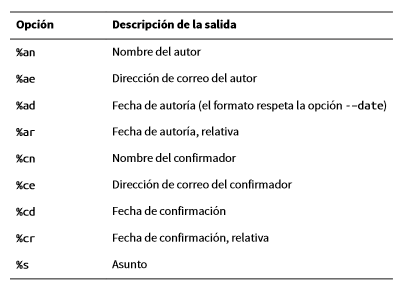 Opción Descripción de la salida
%an Nombre del autor
%ae Dirección de correo del autor
%ad Fecha de autoría (el formato respeta la opción --date)
%ar Fecha de autoría, relativa
%cn Nombre del confirmador
%ce Dirección de correo del confirmador
%cd Fecha de confirmación
%cr Fecha de confirmación, relativa
%s Asunto